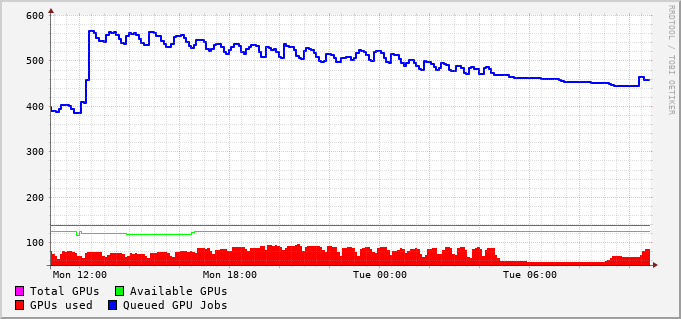 600
500
400
300
200
100
Mon 12:00 Mon 18:00 Tue 00:00 Tue 06:00
Total GPUs Available GPUs
GPUs used Queued GPU Jobs
RRDTOOL / TOBI OETIKER